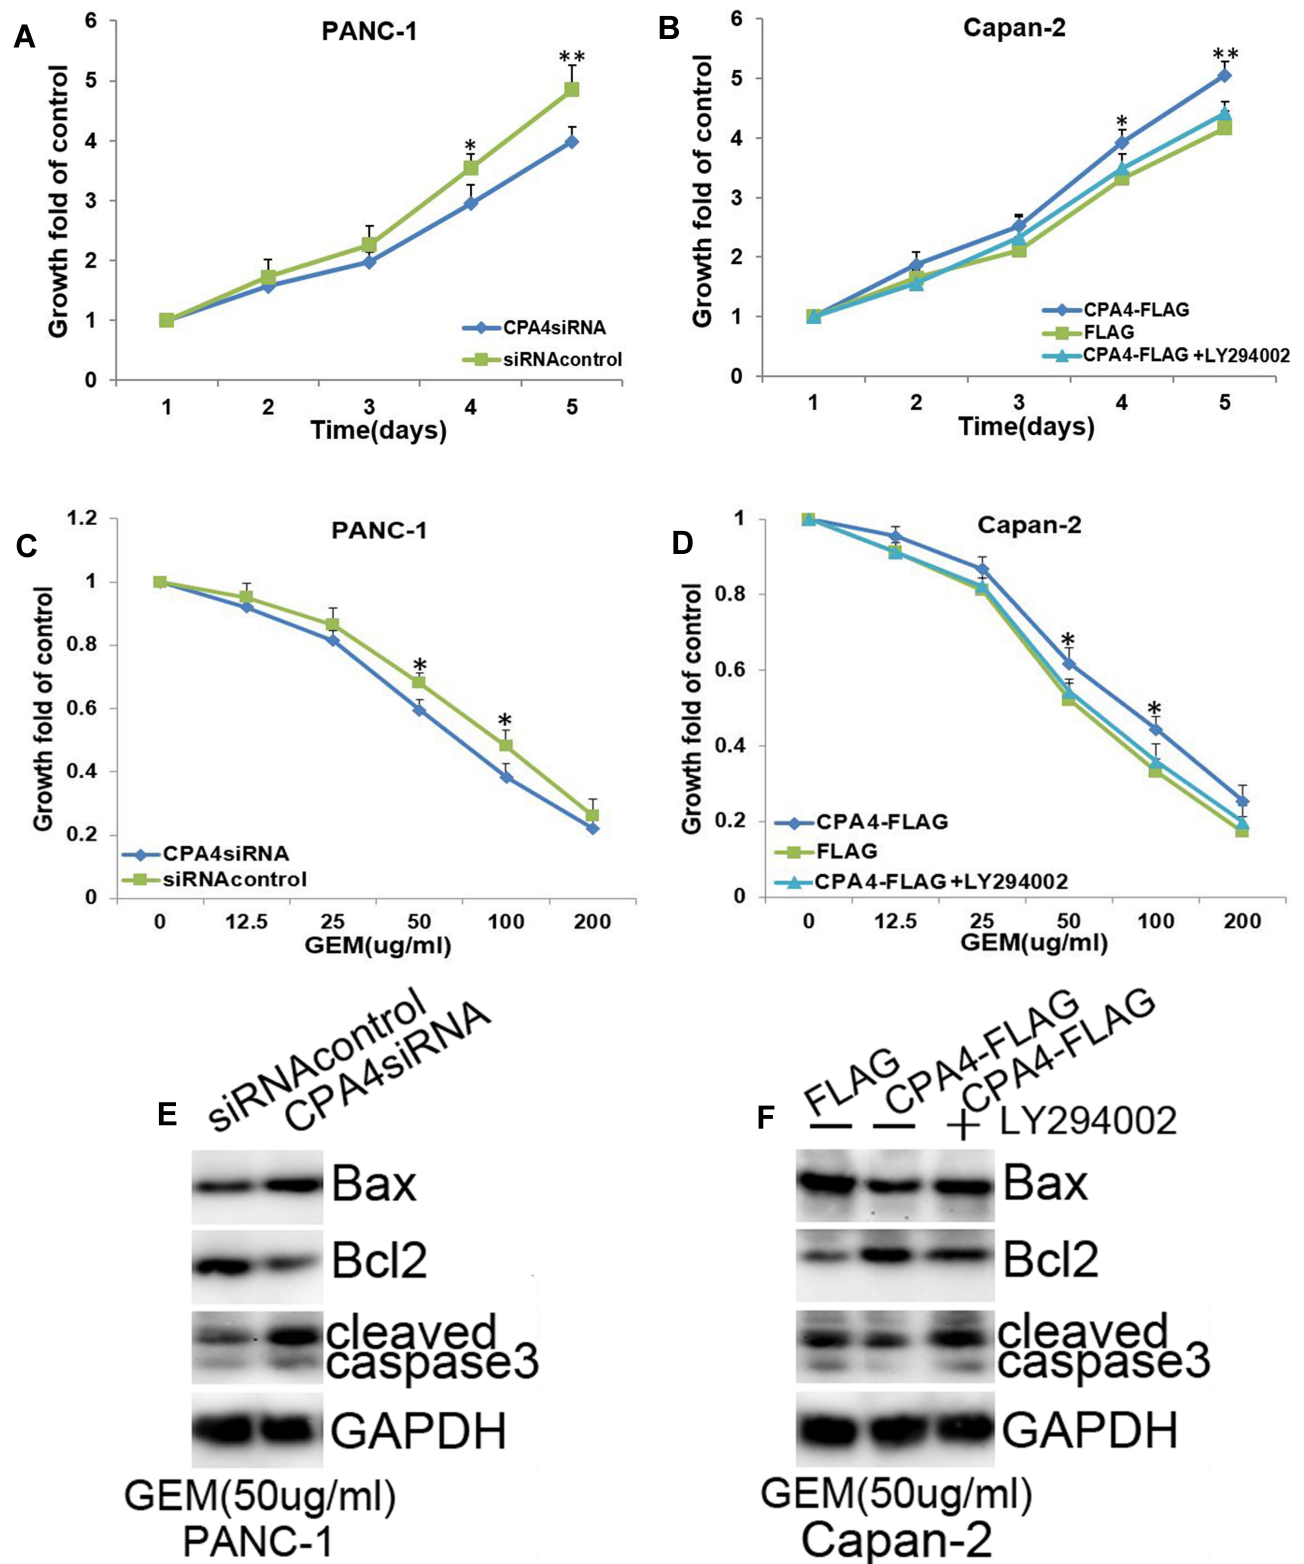 A
PANC-1
Growth fold of control
6
5
4
3
2
1
0
*
**
CPA4siRNA
siRNAcontrol
1 2 3 4 5
Time(days)
B
Capan-2
Growth fold of control
6
5
4
3
2
1
0
*
**
CPA4-FLAG
FLAG
CPA4-FLAG +LY294002
1 2 3 4 5
Time(days)
C
PANC-1
Growth fold of control
1.2
1
0.8
0.6
0.4
0.2
0
*
*
CPA4siRNA
siRNAcontrol
0 12.5 25 50 100 200
GEM(ug/ml)
D
Capan-2
Growth fold of control
1
0.8
0.6
0.4
0.2
0
*
*
CPA4-FLAG
FLAG
CPA4-FLAG +LY294002
0 12.5 25 50 100 200
GEM(ug/ml)
E
siRNAcontrol
CPA4siRNA
Bax
Bcl2
cleaved
caspase3
GAPDH
GEM(50ug/ml)
PANC-1
F
FLAG
CPA4-FLAG
CPA4-FLAG
— — + LY294002
Bax
Bcl2
cleaved
caspase3
GAPDH
GEM(50ug/ml)
Capan-2